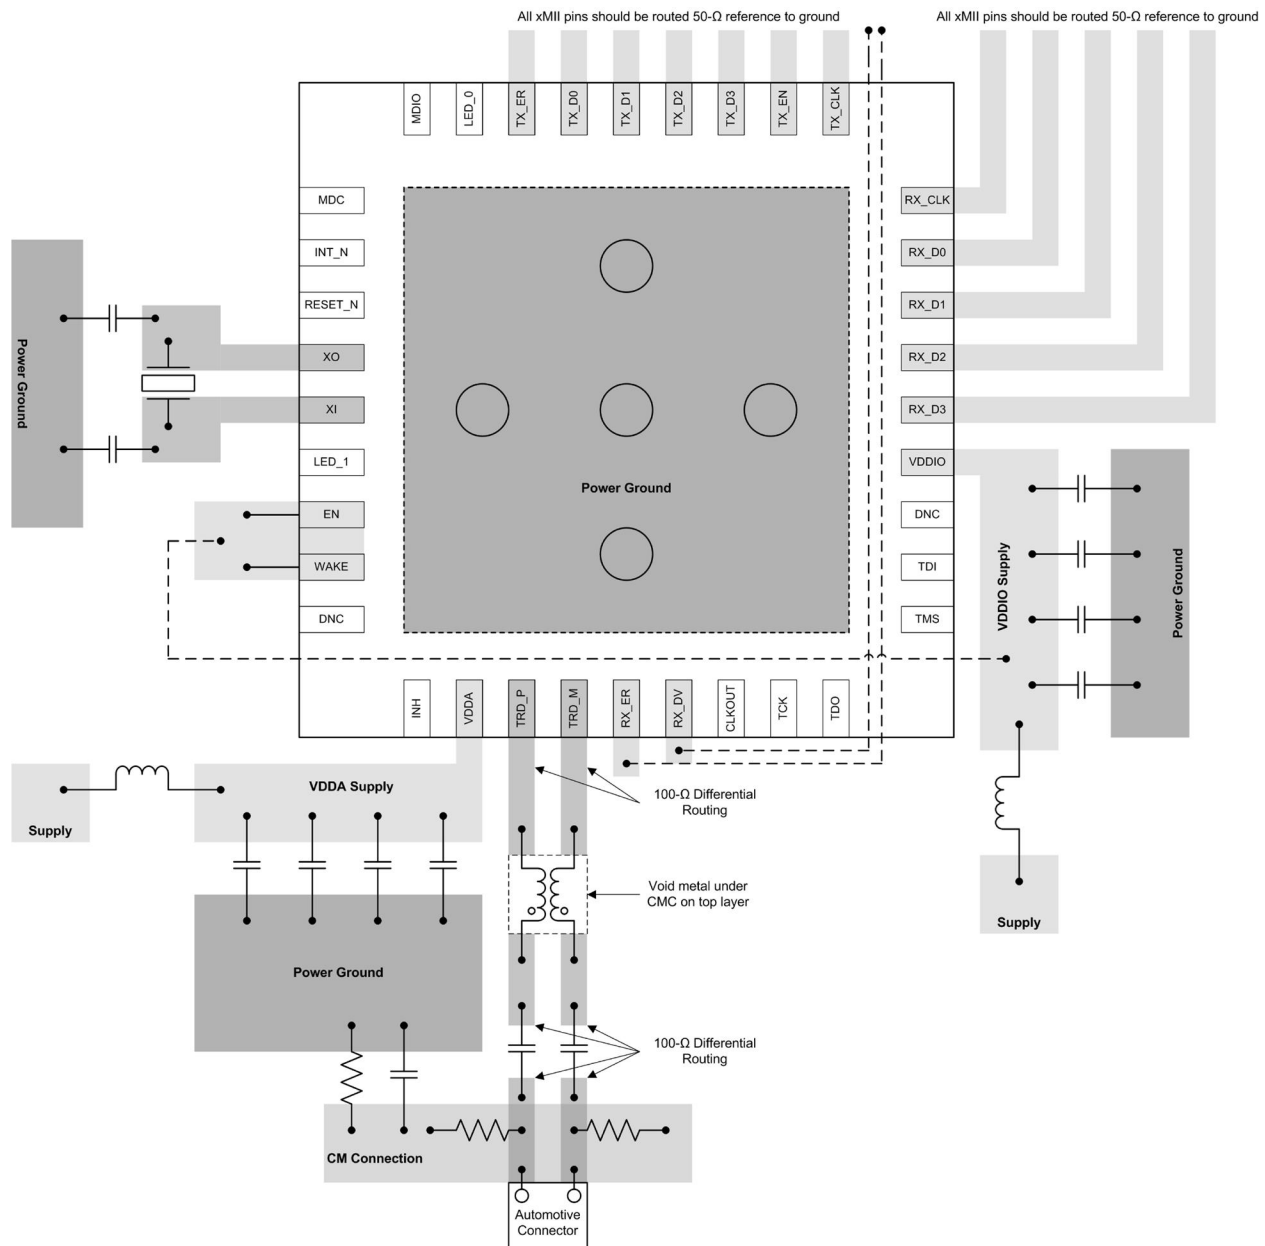 All xMII pins should be routed 50-Ω reference to ground
All xMII pins should be routed 50-Ω reference to ground
MDIO
LED_0
TX_ER
TX_D0
TX_D1
TX_D2
TX_D3
TX_EN
TX_CLK
MDC
INT_N
RESET_N
XO
XI
LED_1
EN
WAKE
DNC
Power Ground
Power Ground
RX_CLK
RX_D0
RX_D1
RX_D2
RX_D3
VDDIO
DNC
TDI
TMS
VDDIO Supply
Power Ground
INH
VDDA
TRD_P
TRD_M
RX_ER
RX_DV
CLKOUT
TCK
TDO
Supply
VDDA Supply
100-Ω Differential
Routing
Void metal under
CMC on top layer
Supply
Power Ground
100-Ω Differential
Routing
CM Connection
Automotive
Connector